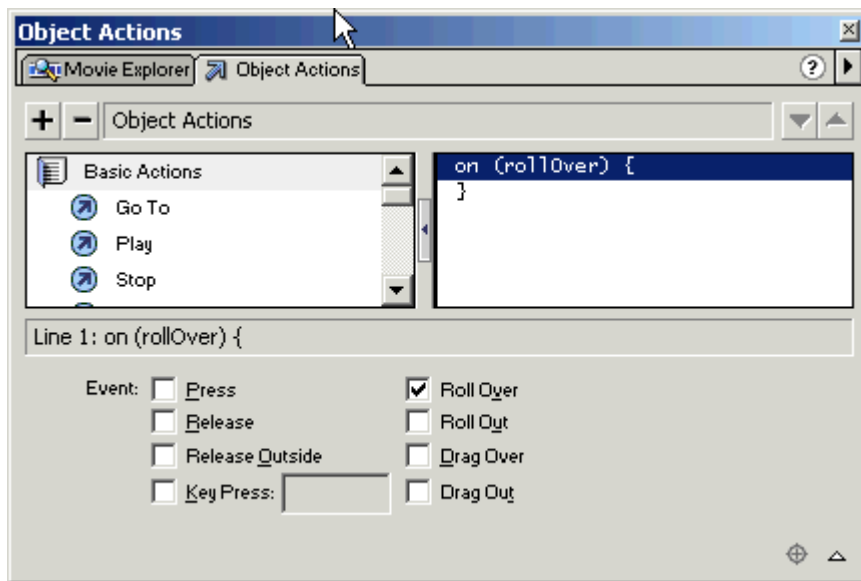 Object Actions
Movie Explorer
Object Actions
?
+ - Object Actions
Basic Actions
Go To
Play
Stop
on (rollOver) {
}
Line 1: on (rollOver) {
Event: Press
Roll Over
Release
Roll Out
Release Outside
Drag Over
Key Press:
Drag Out